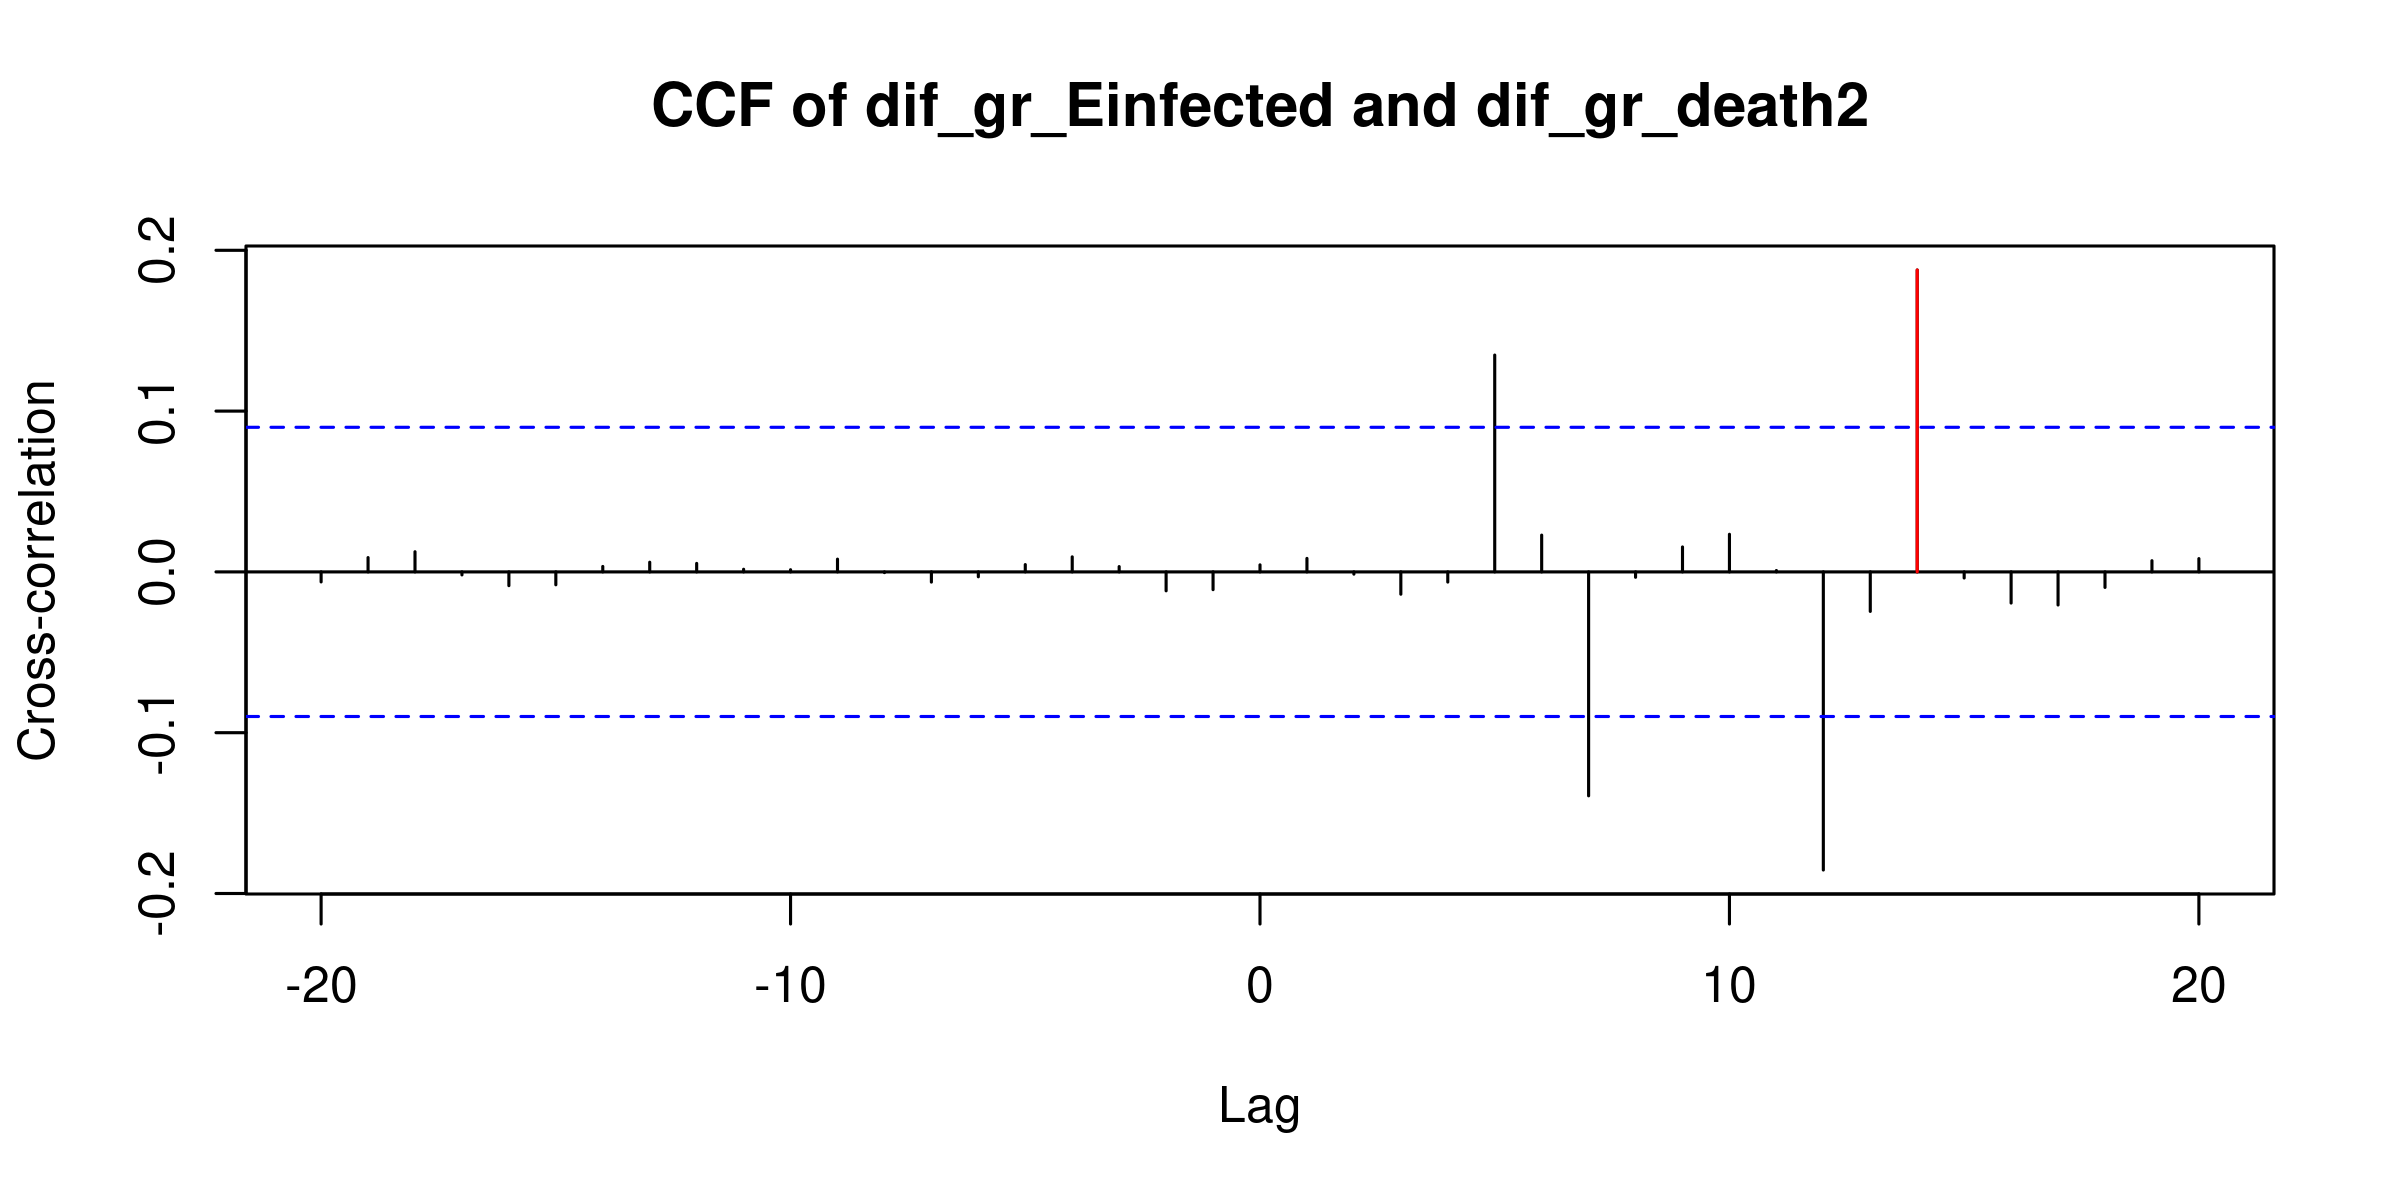 CCF of dif_gr_Einfected and dif_gr_death2
Cross-correlation
0.2
0.1
0.0
-0.1
-0.2
-20 -10 0 10 20
Lag